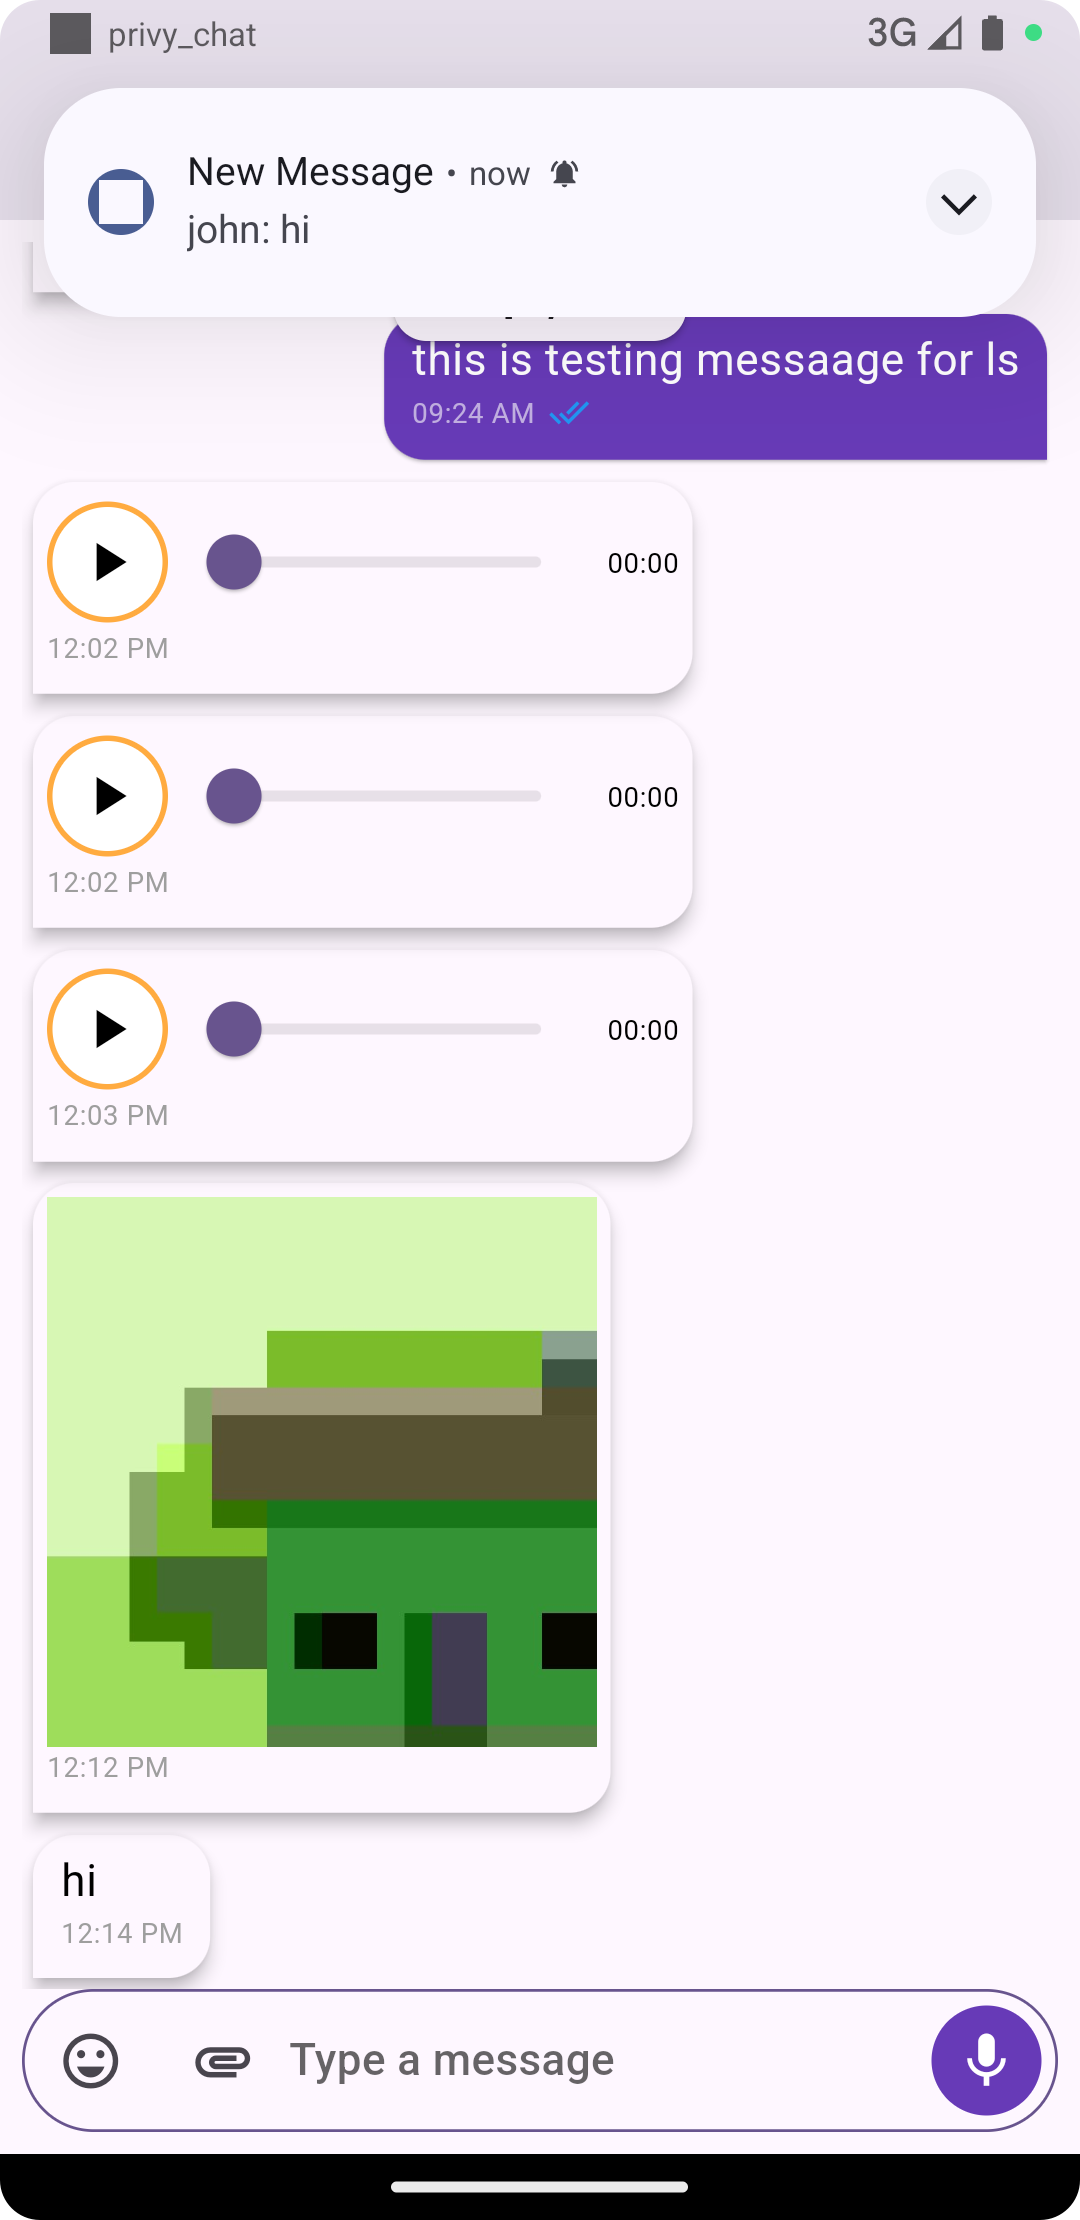 privy_chat 3G
New Message • now
john: hi
this is testing messaage for ls
09:24 AM
00:00
12:02 PM
00:00
12:02 PM
00:00
12:03 PM
12:12 PM
hi
12:14 PM
Type a message